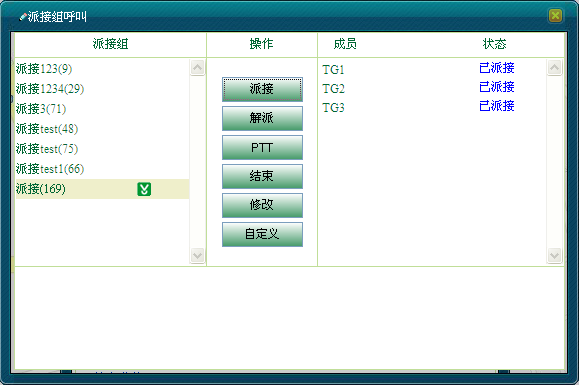 派接组呼叫
派接组 操作 成员 状态
派接123(9)
派接1234(29)
派接3(71)
派接test(48)
派接test(75)
派接test1(66)
派接(169)
派接
解派
PTT
结束
修改
自定义
TG1 已派接
TG2 已派接
TG3 已派接